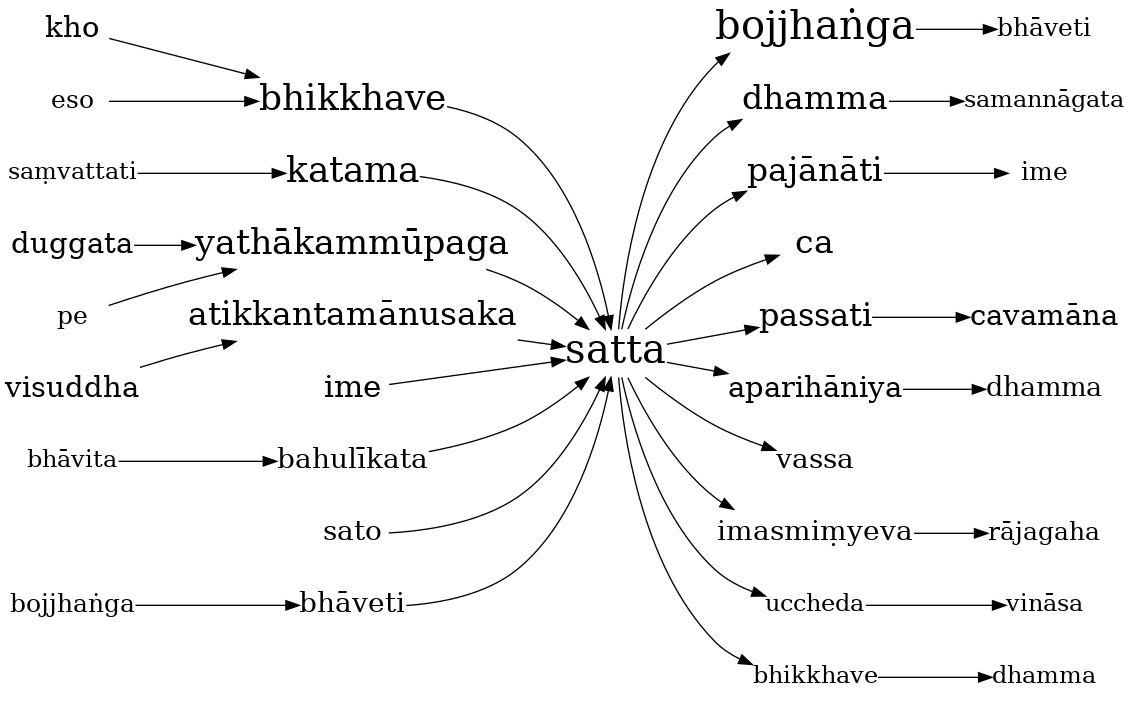 kho
bojjhaṅga
bhāveti
eso
bhikkhave
dhamma
samannāgata
saṃvattati
katama
pajānāti
ime
duggata
yathākammūpaga
ca
pe
atikkantamānusaka
passati
cavamāna
satta
visuddha
ime
aparihāniya
dhamma
bhāvita
bahulīkata
vassa
sato
imasmiṃyeva
rājagaha
bojjhaṅga
bhāveti
uccheda
vināsa
bhikkhave
dhamma